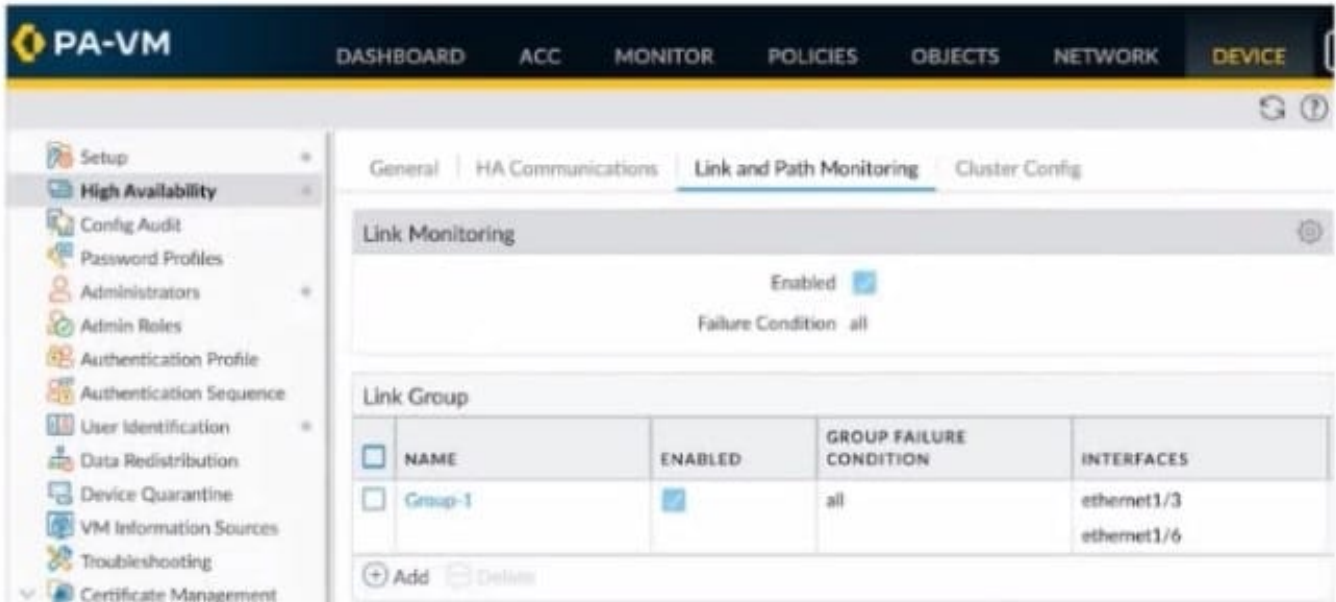 PA-VM
DASHBOARD ACC MONITOR POLICIES OBJECTS NETWORK DEVICE
Setup
High Availability
Config Audit
Password Profiles
Administrators
Admin Roles
Authentication Profile
Authentication Sequence
User Identification
Data Redistribution
Device Quarantine
VM Information Sources
Troubleshooting
Certificate Management
General HA Communications Link and Path Monitoring Cluster Config
Link Monitoring
Enabled
Failure Condition all
Link Group
NAME ENABLED GROUP FAILURE CONDITION INTERFACES
Group-1 all ethernet1/3
ethernet1/6
Add Delete